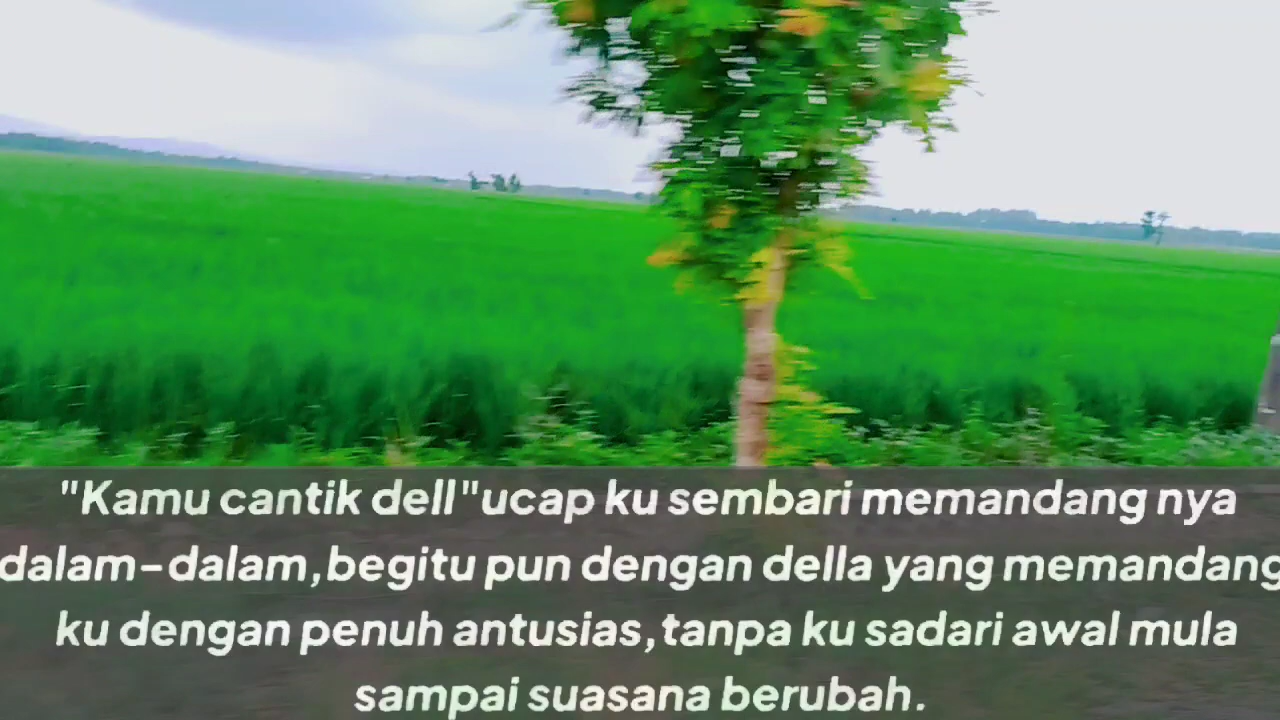 "Kamu cantik dell"ucap ku sembari memandang nya
dalam-dalam,begitu pun dengan della yang memandang
ku dengan penuh antusias,tanpa ku sadari awal mula
sampai suasana berubah.